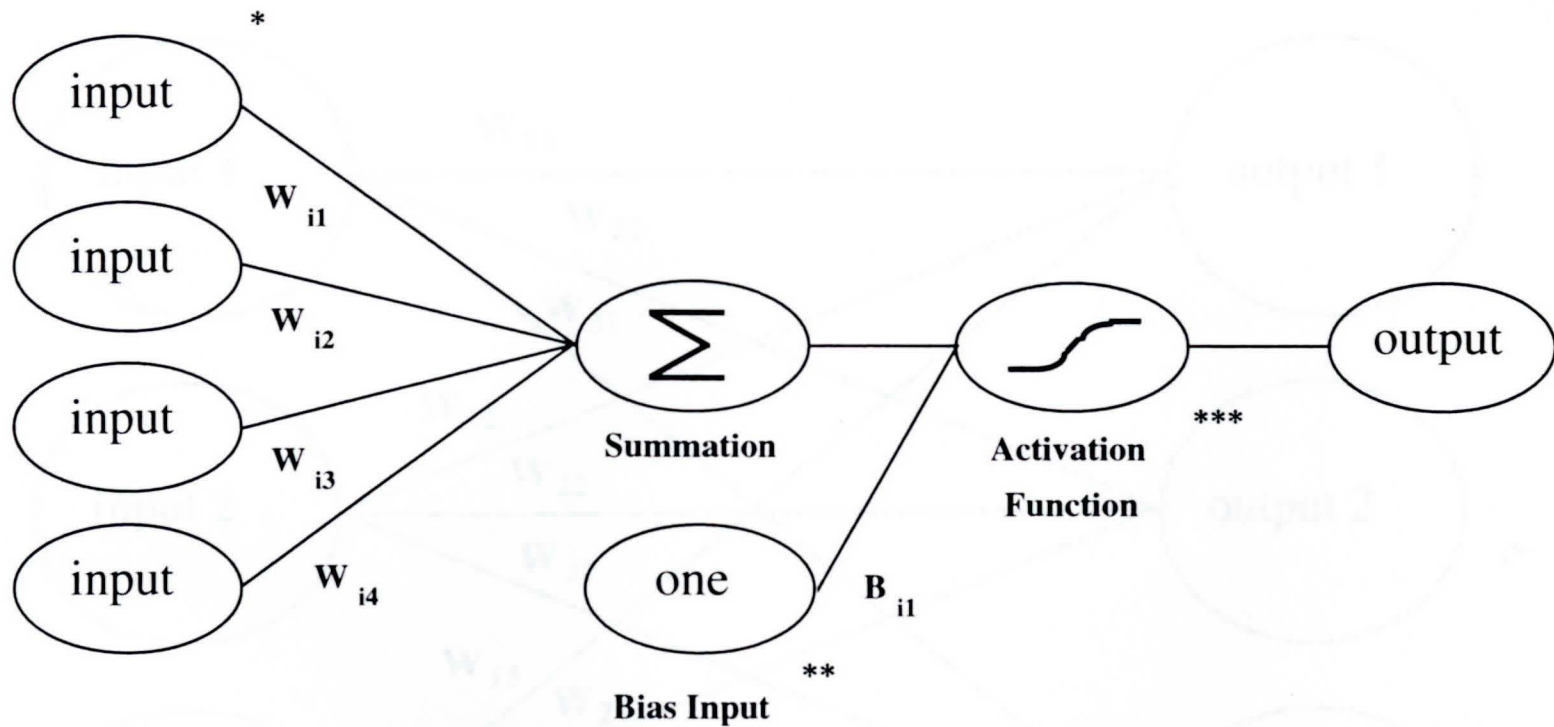 *
input
W i1
input
W i2
input
W i3
input
W i4
Σ
Summation
one
**
Bias Input
B i1
Activation
Function
***
output